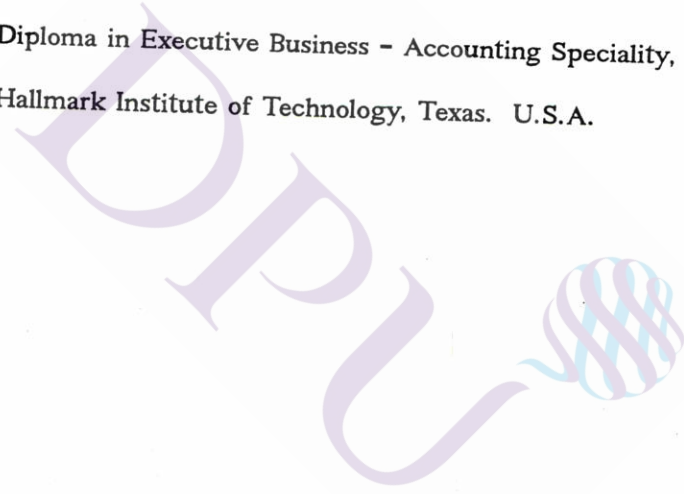 Diploma in Executive Business - Accounting Speciality,
Hallmark Institute of Technology, Texas. U.S.A.
DPU